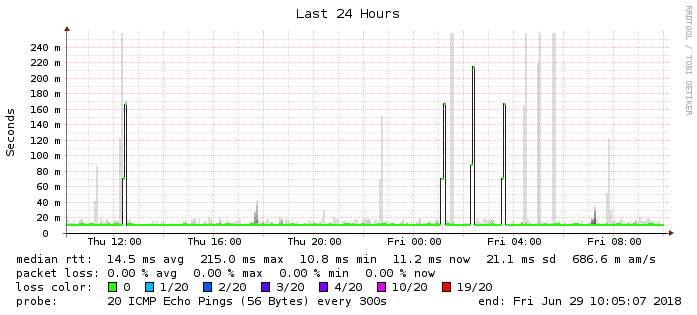 Last 24 Hours
RRDTOOL / TOBI OETIKER
Seconds
240 m
220 m
200 m
180 m
160 m
140 m
120 m
100 m
80 m
60 m
40 m
20 m
0
Thu 12:00 Thu 16:00 Thu 20:00 Fri 00:00 Fri 04:00 Fri 08:00
median rtt: 14.5 ms avg 215.0 ms max 10.8 ms min 11.2 ms now 21.1 ms sd 686.6 m am/s
packet loss: 0.00 % avg 0.00 % max 0.00 % min 0.00 % now
loss color: 0 1/20 2/20 3/20 4/20 10/20 19/20
probe: 20 ICMP Echo Pings (56 Bytes) every 300s end: Fri Jun 29 10:05:07 2018